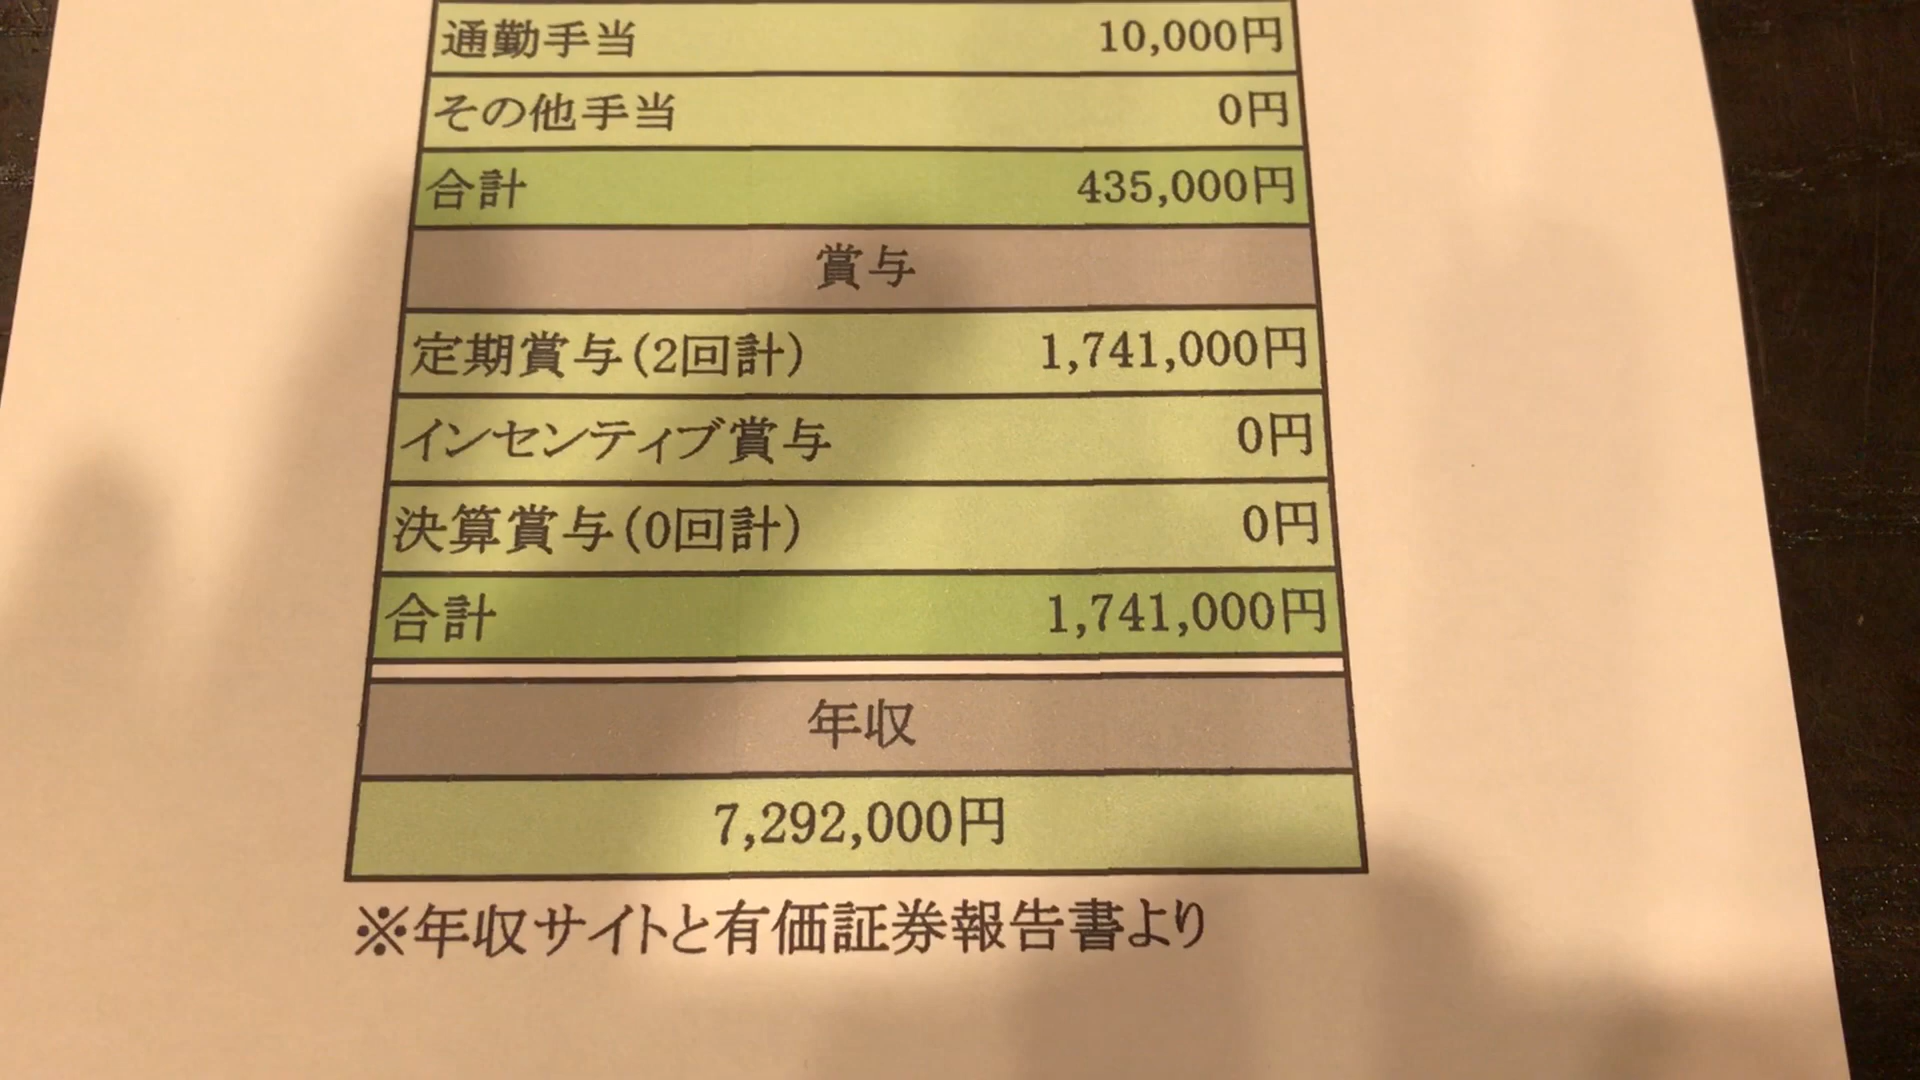 通勤手当 10,000円
その他手当 0円
合計 435,000円
賞与
定期賞与(2回計) 1,741,000円
インセンティブ賞与 0円
決算賞与(0回計) 0円
合計 1,741,000円
年収
7,292,000円
※年収サイトと有価証券報告書より